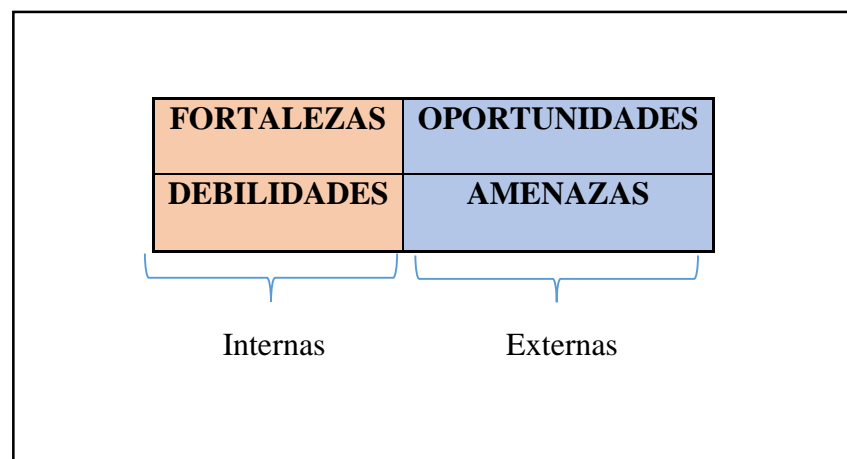 FORTALEZAS OPORTUNIDADES
DEBILIDADES AMENAZAS
Internas Externas